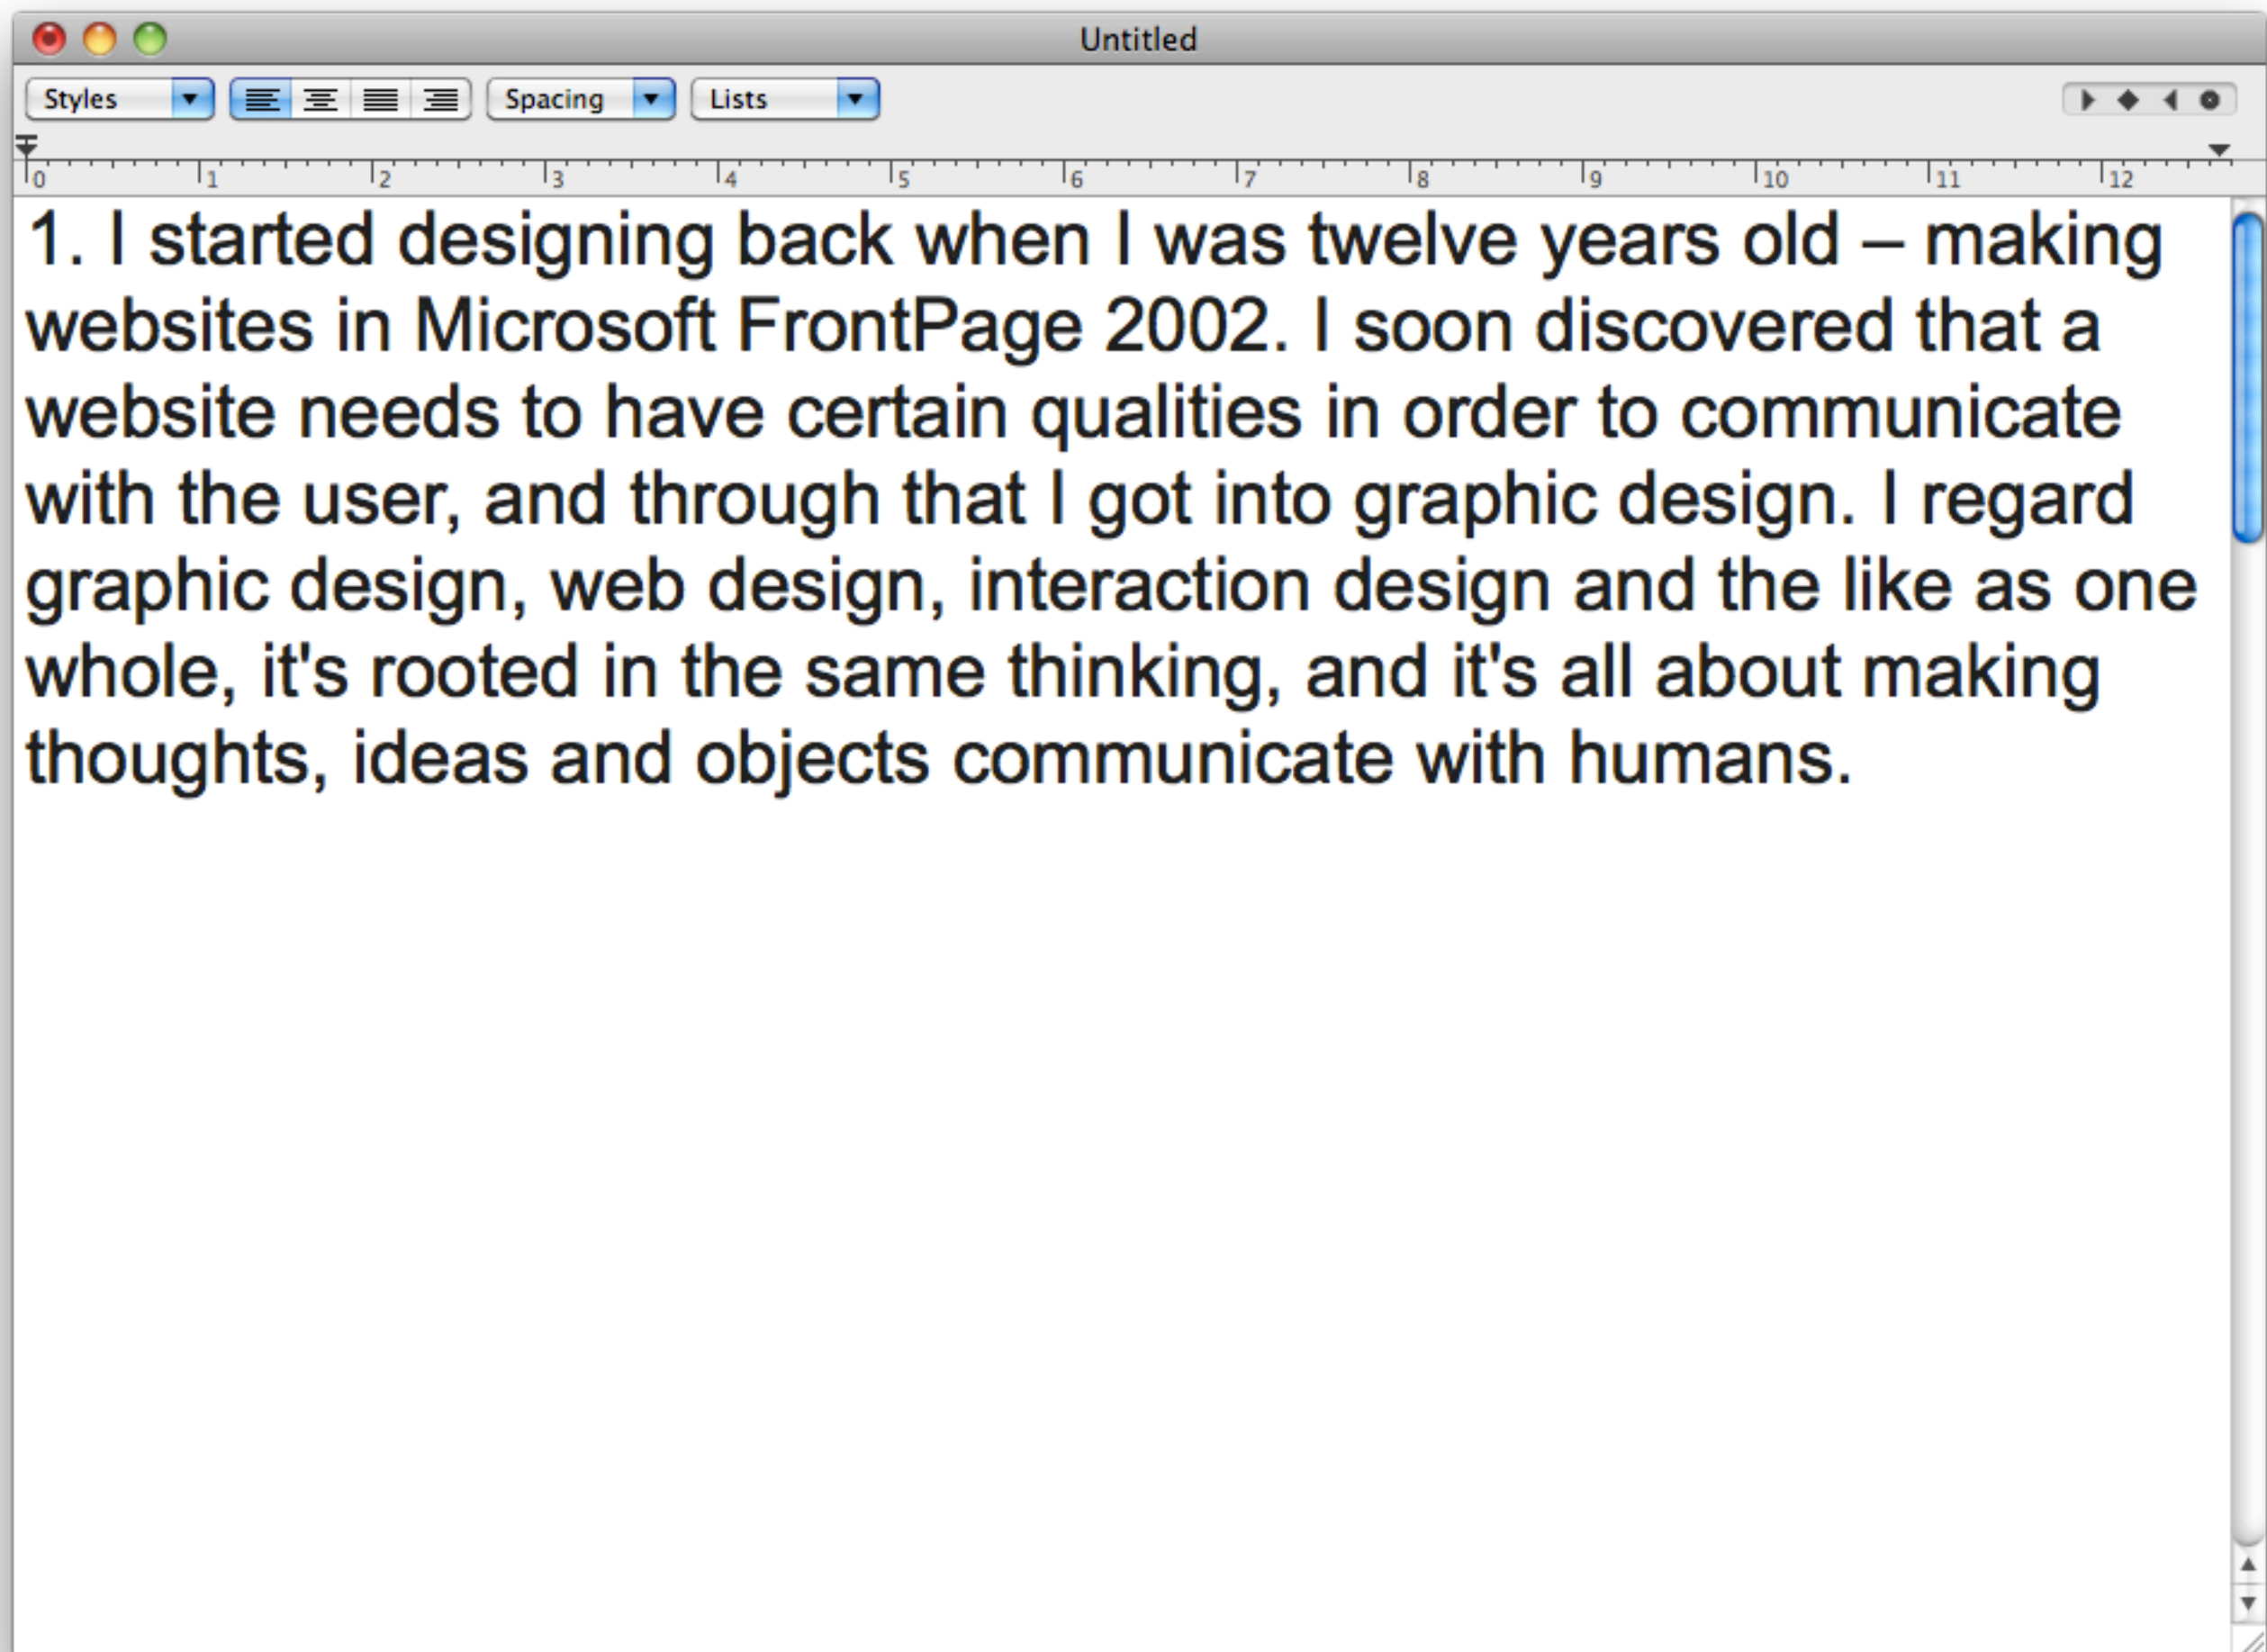 Untitled
Styles Spacing Lists
0 1 2 3 4 5 6 7 8 9 10 11 12
1. I started designing back when I was twelve years old – making
websites in Microsoft FrontPage 2002. I soon discovered that a
website needs to have certain qualities in order to communicate
with the user, and through that I got into graphic design. I regard
graphic design, web design, interaction design and the like as one
whole, it's rooted in the same thinking, and it's all about making
thoughts, ideas and objects communicate with humans.